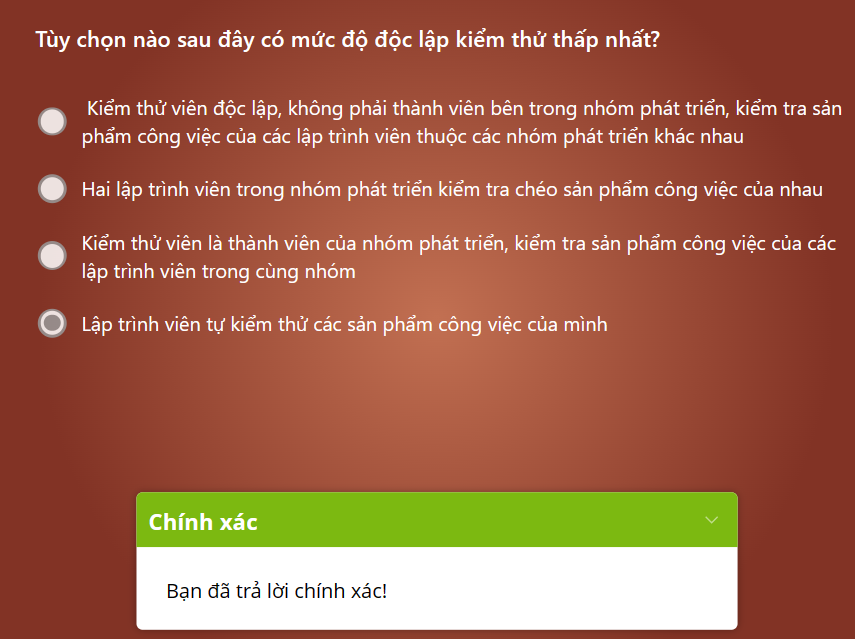 Tùy chọn nào sau đây có mức độ độc lập kiểm thử thấp nhất?
Kiểm thử viên độc lập, không phải thành viên bên trong nhóm phát triển, kiểm tra sản
phẩm công việc của các lập trình viên thuộc các nhóm phát triển khác nhau
Hai lập trình viên trong nhóm phát triển kiểm tra chéo sản phẩm công việc của nhau
Kiểm thử viên là thành viên của nhóm phát triển, kiểm tra sản phẩm công việc của các
lập trình viên trong cùng nhóm
Lập trình viên tự kiểm thử các sản phẩm công việc của mình
Chính xác
Bạn đã trả lời chính xác!